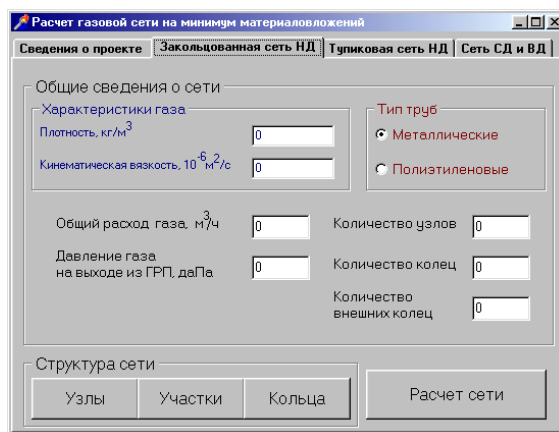 Расчет газовой сети на минимум материаловложений
Сведения о проекте Закольцованная сеть НД Тупиковая сеть НД Сеть СД и ВД
Общие сведения о сети
Характеристики газа
Плотность, кг/м3 0
Кинематическая вязкость, 10-6м2/с 0
Тип труб
Металлические
Полиэтиленовые
Общий расход газа, м3/ч 0
Количество узлов 0
Давление газа
на выходе из ГРП, даПа 0
Количество колец 0
Количество
внешних колец 0
Структура сети
Узлы Участки Кольца
Расчет сети